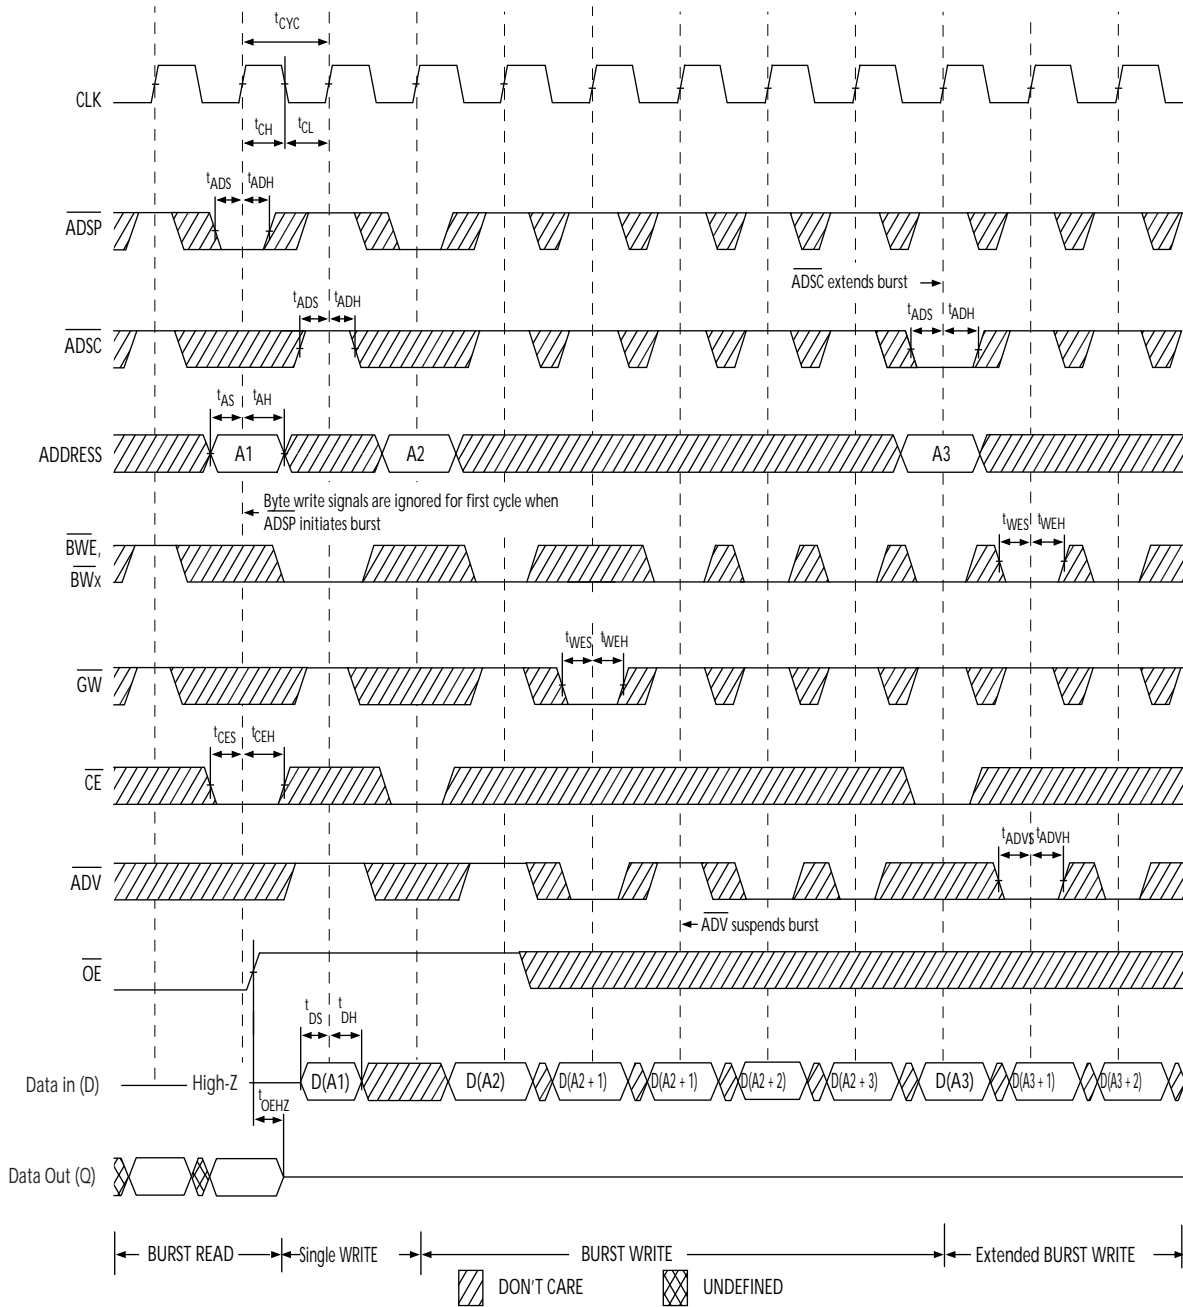 tCYC
CLK
tCH tCL
tADS tADH
ADSP
ADSC extends burst
tADS tADH tADS tADH
ADSC
tAS tAH
ADDRESS A1 A2 A3
Byte write signals are ignored for first cycle when
ADSP initiates burst
tWES tWEH
BWE,
BWx
tWES tWEH
GW
tCES tCEH
CE
tADVS tADVH
ADV
ADV suspends burst
OE
tDS tDH
Data in (D) High-Z D(A1) D(A2) D(A2 + 1) D(A2 + 1) D(A2 + 2) D(A2 + 3) D(A3) D(A3 + 1) D(A3 + 2)
tOEHZ
Data Out (Q)
BURST READ Single WRITE BURST WRITE Extended BURST WRITE
DON'T CARE UNDEFINED